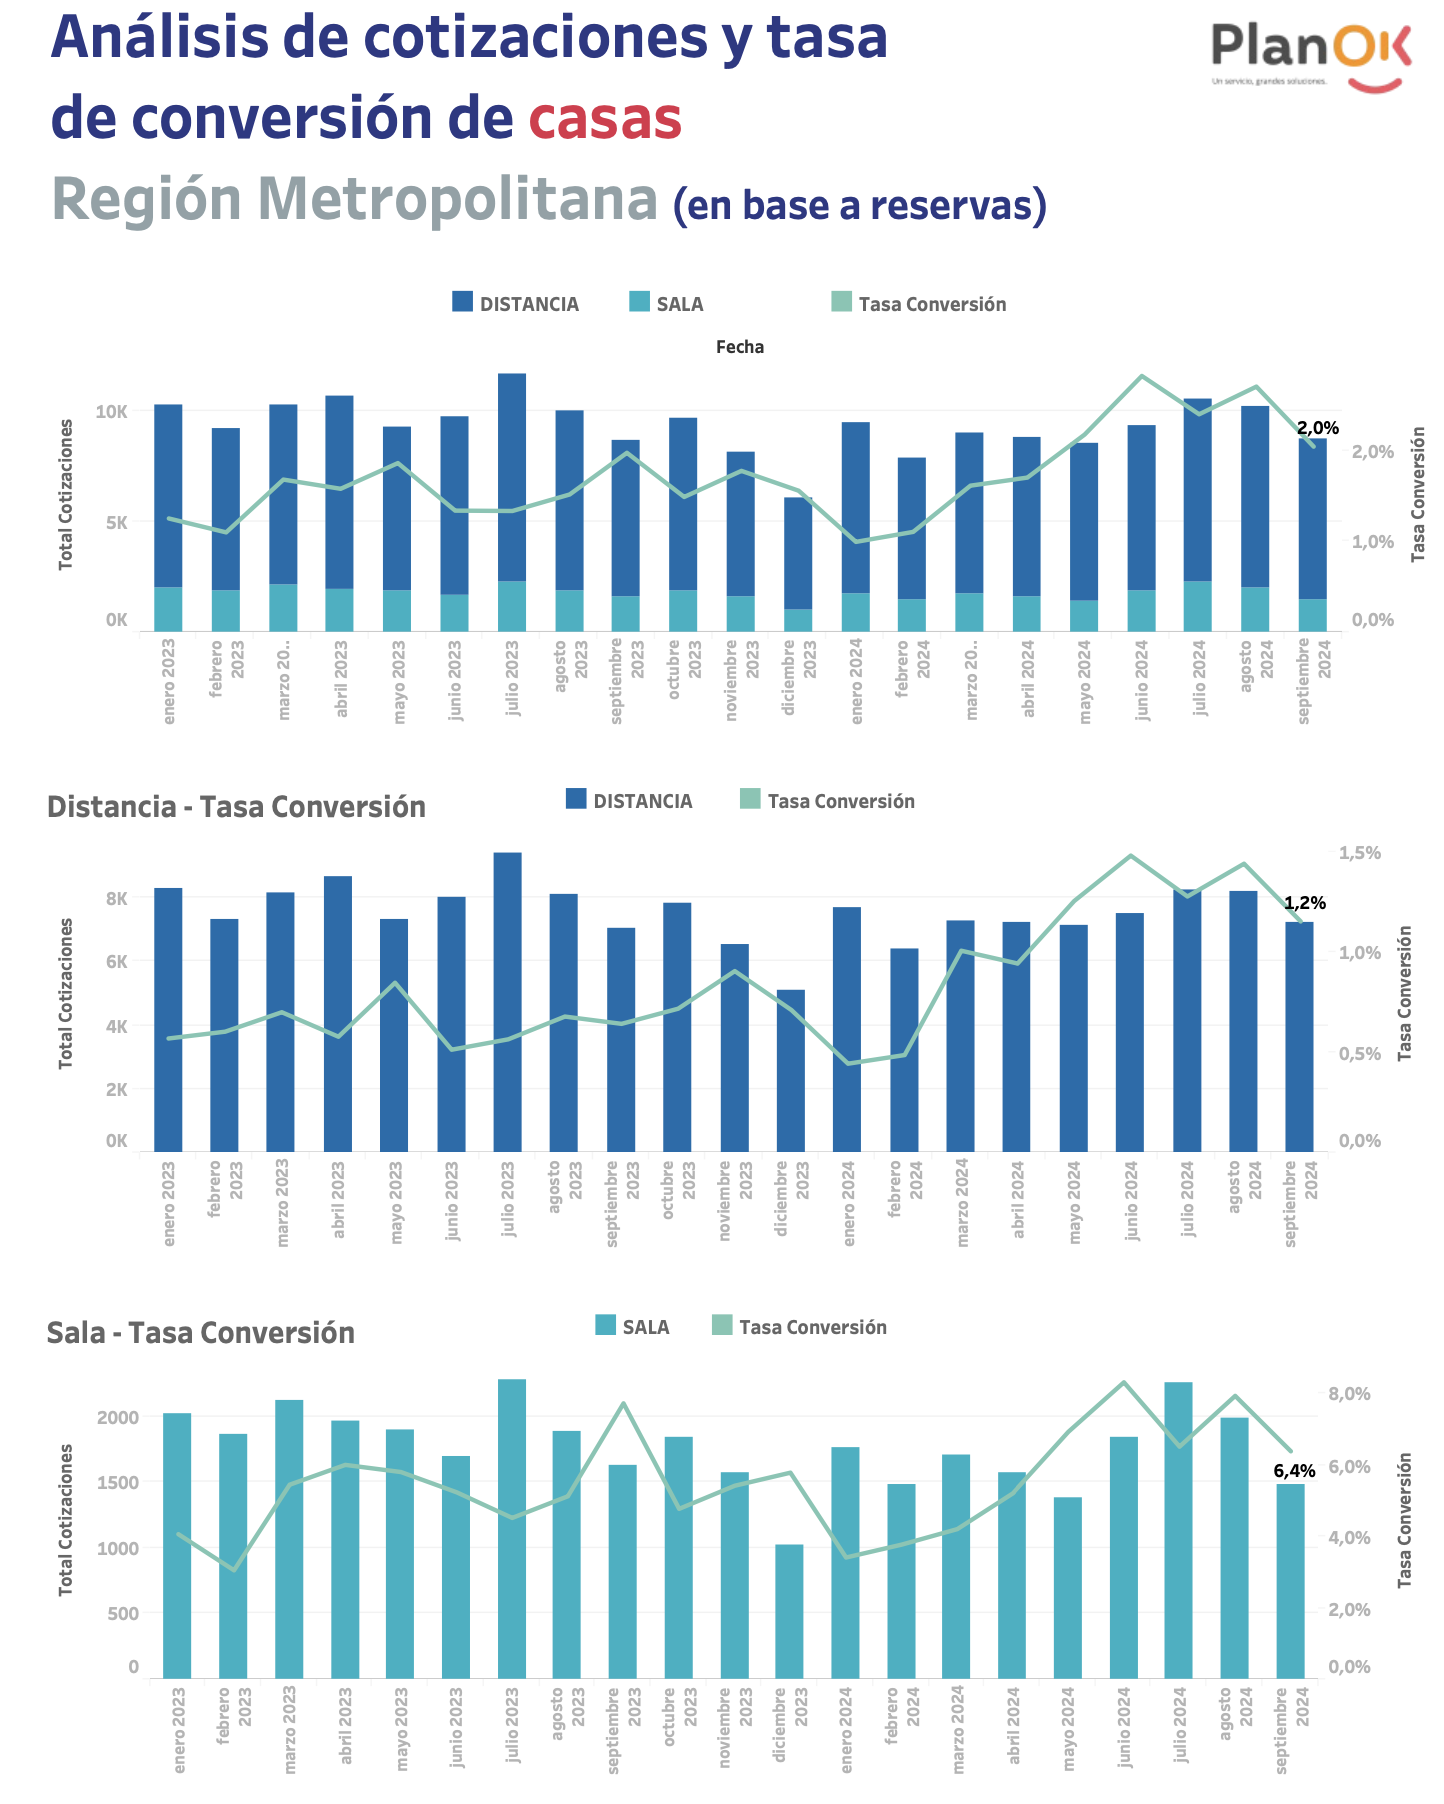 Análisis de cotizaciones y tasa
de conversión de casas
Región Metropolitana (en base a reservas)
PlanOK
Un servicio, grandes soluciones.
DISTANCIA
SALA
Tasa Conversión
Fecha
Total Cotizaciones
10K
5K
0K
2,0%
2,0%
1,0%
0,0%
Tasa Conversión
enero 2023
febrero
2023
marzo 20..
abril 2023
mayo 2023
junio 2023
julio 2023
agosto
2023
septiembre
2023
octubre
2023
noviembre
2023
diciembre
2023
enero 2024
febrero
2024
marzo 20..
abril 2024
mayo 2024
junio 2024
julio 2024
agosto
2024
septiembre
2024
Distancia - Tasa Conversión
DISTANCIA
Tasa Conversión
Total Cotizaciones
8K
6K
4K
2K
0K
1,2%
1,5%
1,0%
0,5%
0,0%
Tasa Conversión
enero 2023
febrero
2023
marzo 2023
abril 2023
mayo 2023
junio 2023
julio 2023
agosto
2023
septiembre
2023
octubre
2023
noviembre
2023
diciembre
2023
enero 2024
febrero
2024
marzo 2024
abril 2024
mayo 2024
junio 2024
julio 2024
agosto
2024
septiembre
2024
Sala - Tasa Conversión
SALA
Tasa Conversión
Total Cotizaciones
2000
1500
1000
500
0
6,4%
8,0%
6,0%
4,0%
2,0%
0,0%
Tasa Conversión
enero 2023
febrero
2023
marzo 2023
abril 2023
mayo 2023
junio 2023
julio 2023
agosto
2023
septiembre
2023
octubre
2023
noviembre
2023
diciembre
2023
enero 2024
febrero
2024
marzo 2024
abril 2024
mayo 2024
junio 2024
julio 2024
agosto
2024
septiembre
2024